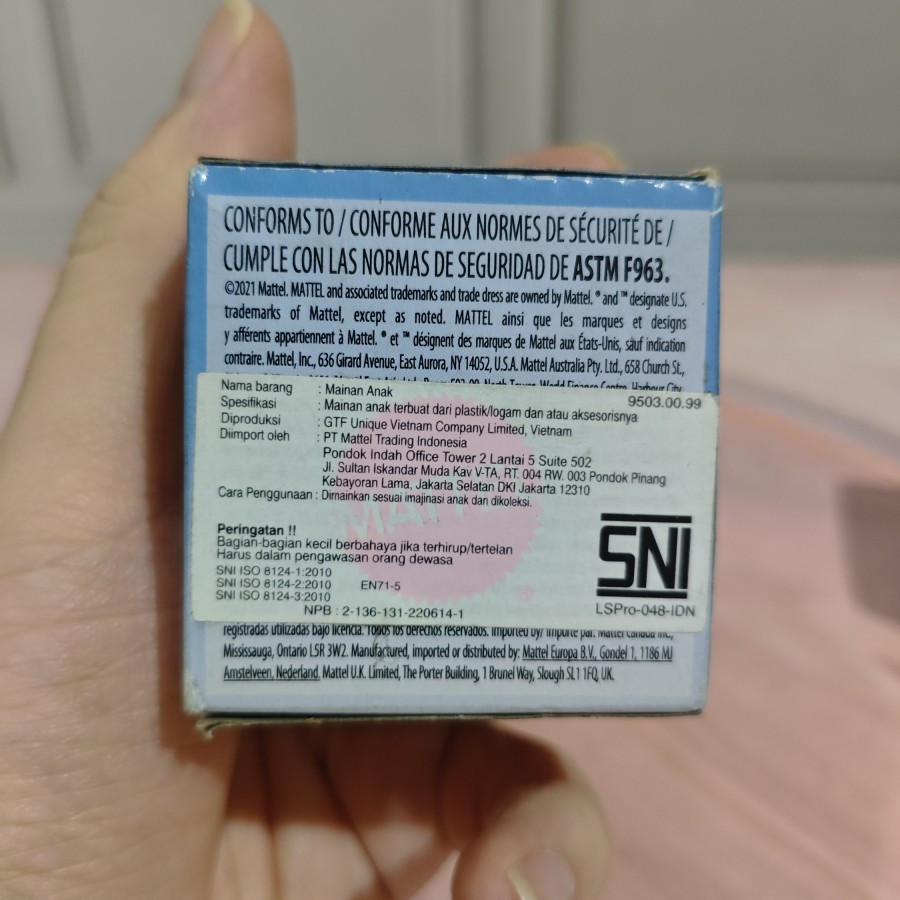 CONFORMS TO / CONFORME AUX NORMES DE SÉCURITÉ DE /
CUMPLE CON LAS NORMAS DE SEGURIDAD DE ASTM F963.
©2021 Mattel. MATTEL and associated trademarks and trade dress are owned by Mattel. ® and ™ designate U.S.
trademarks of Mattel, except as noted. MATTEL ainsi que les marques et designs
y afférents appartiennent à Mattel. ® et ™ désignent des marques de Mattel aux États-Unis, sauf indication
contraire. Mattel, Inc., 636 Girard Avenue, East Aurora, NY 14052, U.S.A. Mattel Australia Pty. Ltd., 658 Church St.,
North Tower, World Finance Centre, Harbour City,
Nama barang : Mainan Anak 9503.00.99
Spesifikasi : Mainan anak terbuat dari plastik/logam dan atau aksesorisnya
Diproduksi : GTF Unique Vietnam Company Limited, Vietnam
Diimport oleh : PT Mattel Trading Indonesia
Pondok Indah Office Tower 2 Lantai 5 Suite 502
Jl. Sultan Iskandar Muda Kav V-TA, RT. 004 RW. 003 Pondok Pinang
Kebayoran Lama, Jakarta Selatan DKI Jakarta 12310
Cara Penggunaan : Dimainkan sesuai imajinasi anak dan dikoleksi.
MATTEL ®
Peringatan !!
Bagian-bagian kecil berbahaya jika terhirup/tertelan
Harus dalam pengawasan orang dewasa
SNI ISO 8124-1:2010
SNI ISO 8124-2:2010 EN71-5
SNI ISO 8124-3:2010
NPB : 2-136-131-220614-1
SNI
LSPro-048-IDN
registradas utilizadas bajo licencia. Todos los derechos reservados. Imported by/ Importé par: Mattel Canada Inc.,
Mississauga, Ontario L5R 3W2. Manufactured, imported or distributed by: Mattel Europa B.V., Gondel 1, 1186 MJ
Amstelveen, Nederland. Mattel U.K. Limited, The Porter Building, 1 Brunel Way, Slough SL1 1FQ, UK.